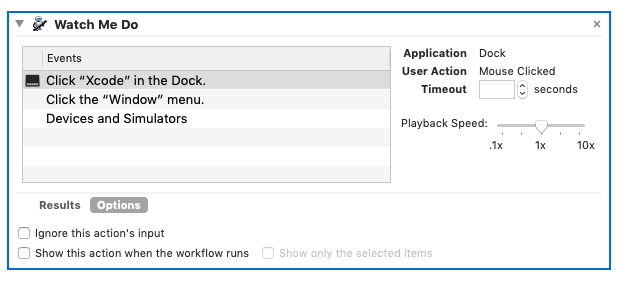 Watch Me Do
Events
Click “Xcode” in the Dock.
Click the “Window” menu.
Devices and Simulators
Application Dock
User Action Mouse Clicked
Timeout seconds
Playback Speed:
.1x 1x 10x
Results Options
Ignore this action's input
Show this action when the workflow runs Show only the selected items